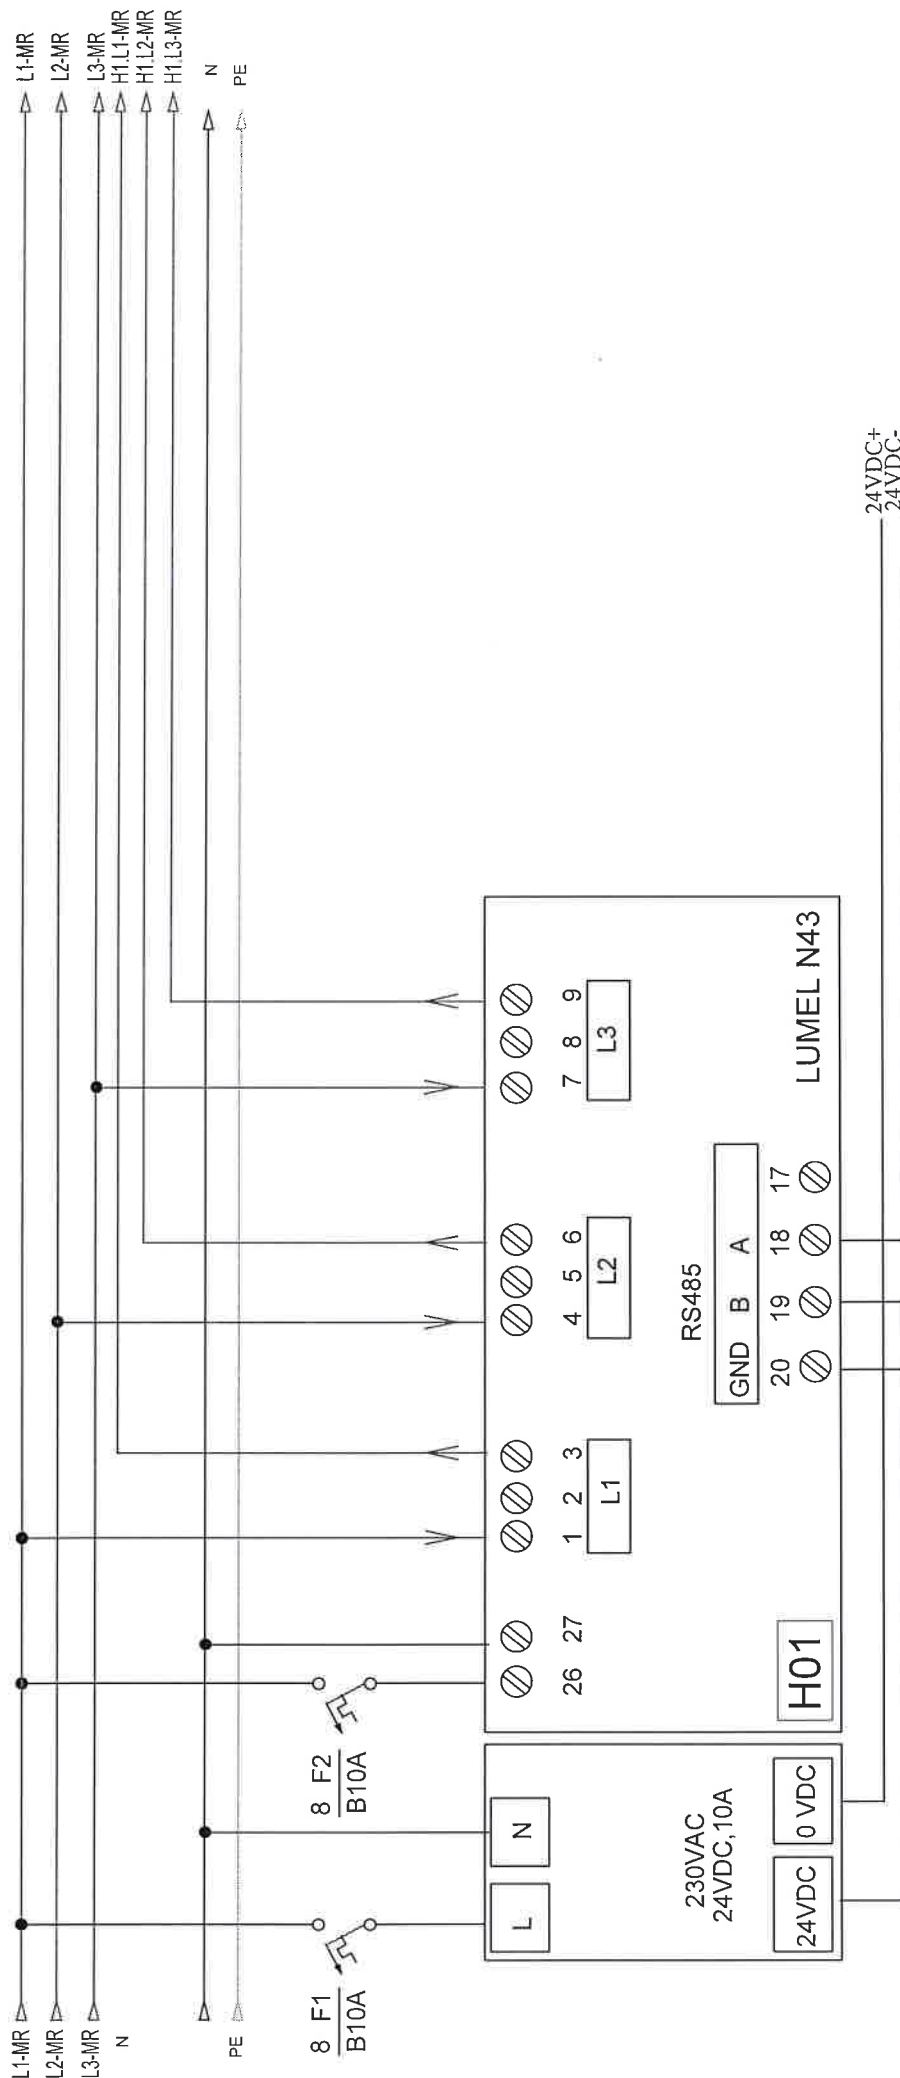 L1-MR
L2-MR
L3-MR
H1.L1-MR
H1.L2-MR
H1.L3-MR
N
PE
L1-MR
L2-MR
L3-MR
N
PE
8 F1
B10A
8 F2
B10A
L
N
230VAC
24VDC,10A
24VDC
0 VDC
26 27
1 2 3
L1
4 5 6
L2
7 8 9
L3
RS485
GND B A
20 19 18 17
H01
LUMEL N43
24VDC+
24VDC-